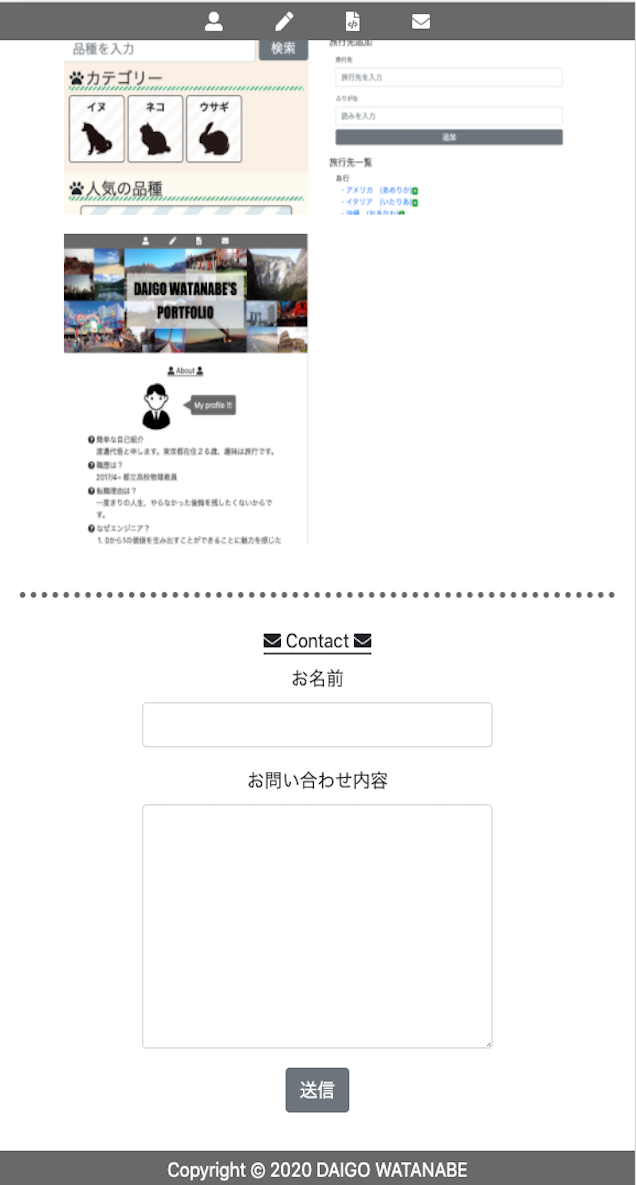 品種を入力 検索
カテゴリー
イヌ ネコ ウサギ
人気の品種
旅行先追加
旅行先
旅行先を入力
ふりがな
読みを入力
追加
旅行先一覧
あ行
・アメリカ (あめりか)
・イタリア (いたりあ)
・沖縄 (おきなわ)
DAIGO WATANABE'S
PORTFOLIO
About
My profile !!!
簡単な自己紹介
渡邊代悟と申します。東京都在住26歳、趣味は旅行です。
職歴は？
2017/4~ 都立高校物理教員
転職理由は？
一度きりの人生、やらなかった後悔を残したくないからで
す。
なぜエンジニア？
1. 0から1の価値を生み出すことができることに魅力を感じた
Contact
お名前
お問い合わせ内容
送信
Copyright © 2020 DAIGO WATANABE